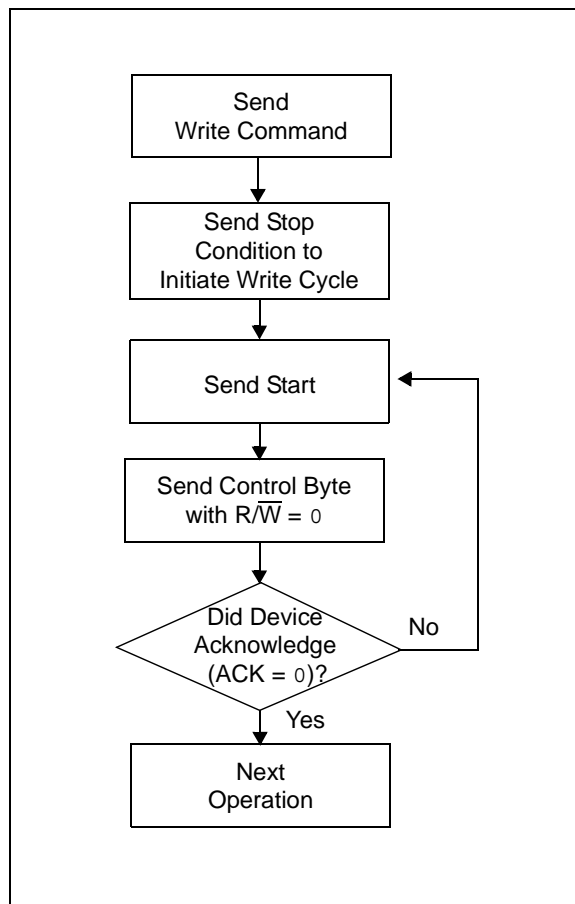 Send
Write Command
Send Stop
Condition to
Initiate Write Cycle
Send Start
Send Control Byte
with R/W̅ = 0
Did Device
Acknowledge
(ACK = 0)?
No
Yes
Next
Operation